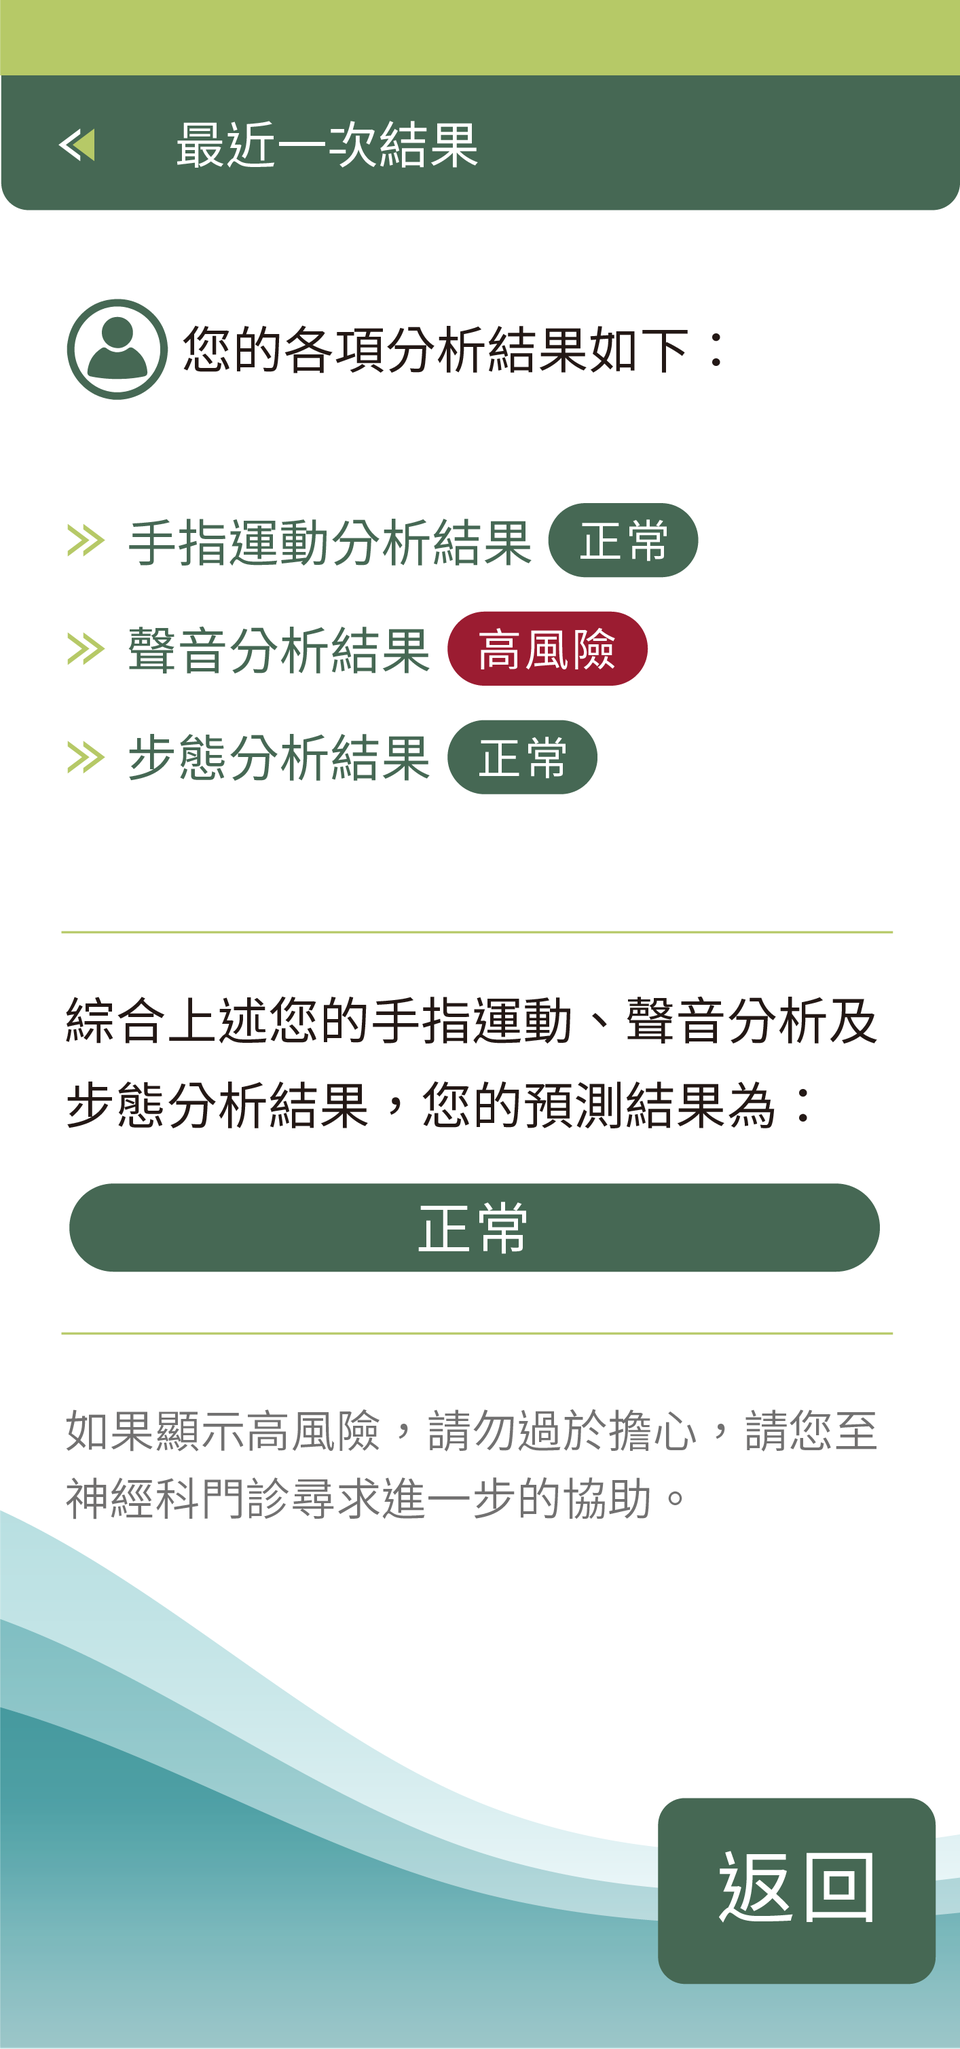 最近一次結果
您的各項分析結果如下：
手指運動分析結果 正常
聲音分析結果 高風險
步態分析結果 正常
綜合上述您的手指運動、聲音分析及
步態分析結果，您的預測結果為：
正常
如果顯示高風險，請勿過於擔心，請您至
神經科門診尋求進一步的協助。
返回